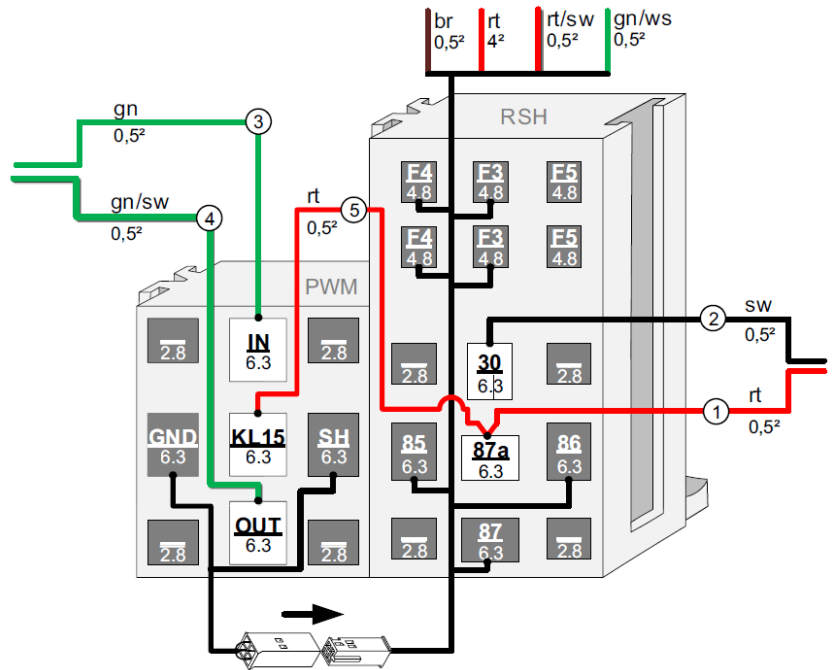 br rt rt/sw gn/ws
0,5² 4² 0,5² 0,5²
RSH
gn 3
0,5²
F4 F3 F5
4.8 4.8 4.8
gn/sw 4 rt 5
0,5² 0,5²
F4 F3 F5
4.8 4.8 4.8
PWM
2 sw
0,5²
IN
2.8 6.3 2.8
30
2.8 6.3 2.8
1 rt
0,5²
GND KL15 SH 85 87a 86
6.3 6.3 6.3 6.3 6.3 6.3
OUT 87
2.8 6.3 2.8 2.8 6.3 2.8